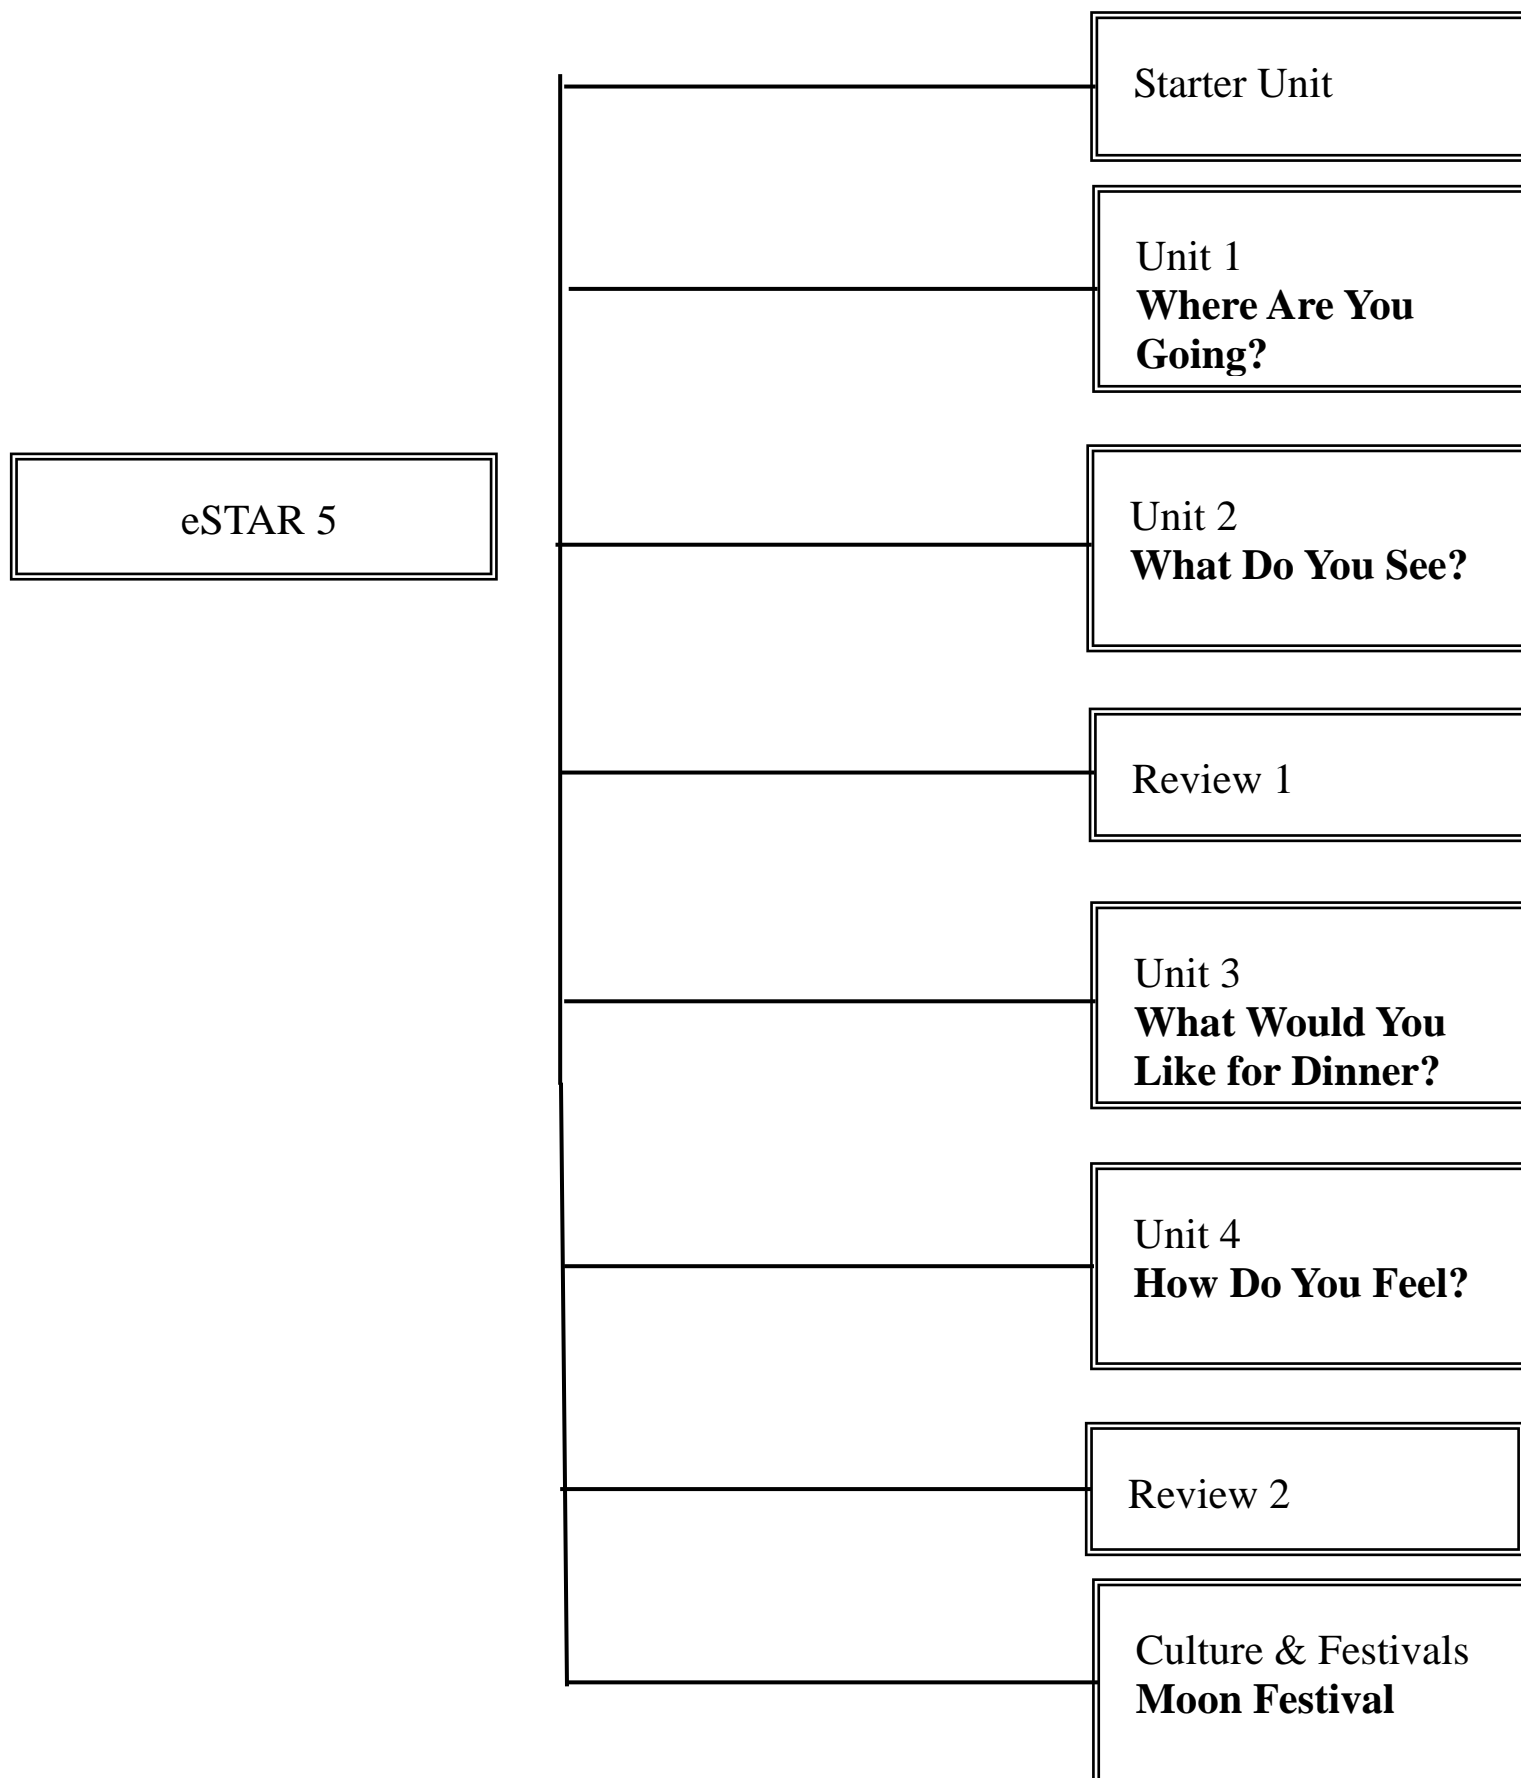 Starter Unit
Unit 1
Where Are You
Going?
eSTAR 5
Unit 2
What Do You See?
Review 1
Unit 3
What Would You
Like for Dinner?
Unit 4
How Do You Feel?
Review 2
Culture & Festivals
Moon Festival